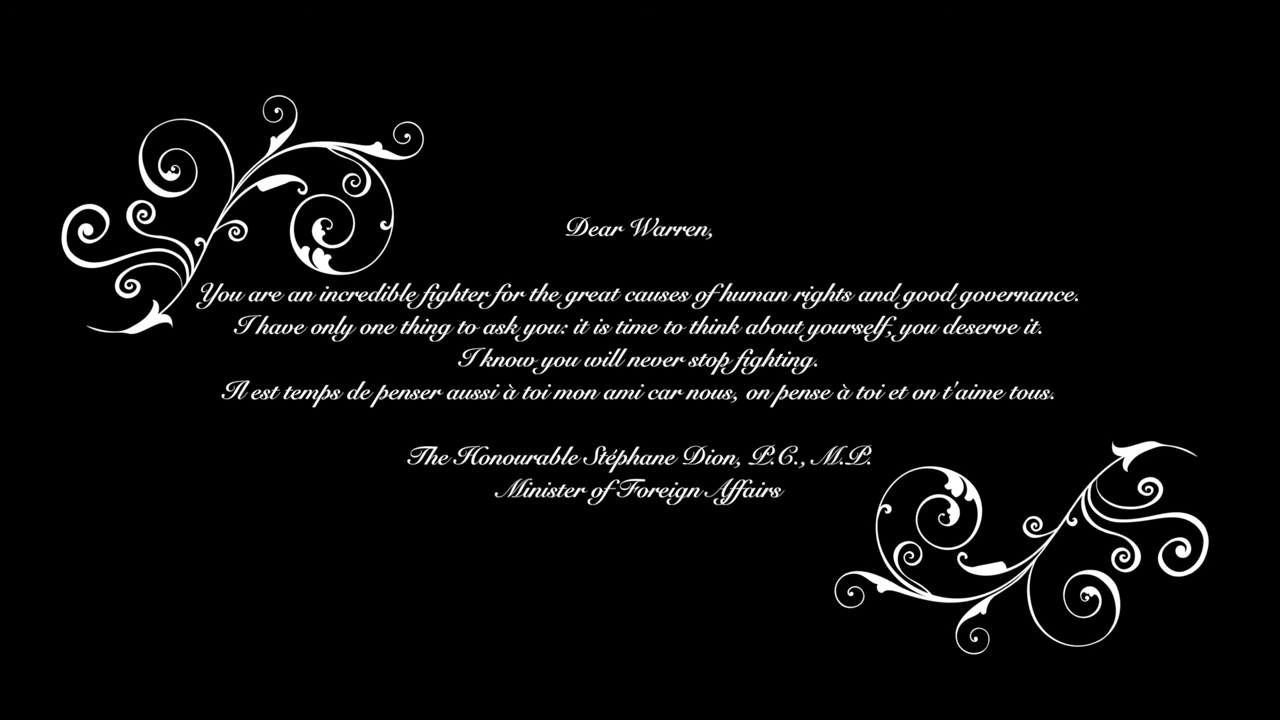 Dear Warren,
You are an incredible fighter for the great causes of human rights and good governance.
I have only one thing to ask you: it is time to think about yourself, you deserve it.
I know you will never stop fighting.
Il est temps de penser aussi à toi mon ami car nous, on pense à toi et on t'aime tous.
The Honourable Stéphane Dion, P.C., M.P.
Minister of Foreign Affairs